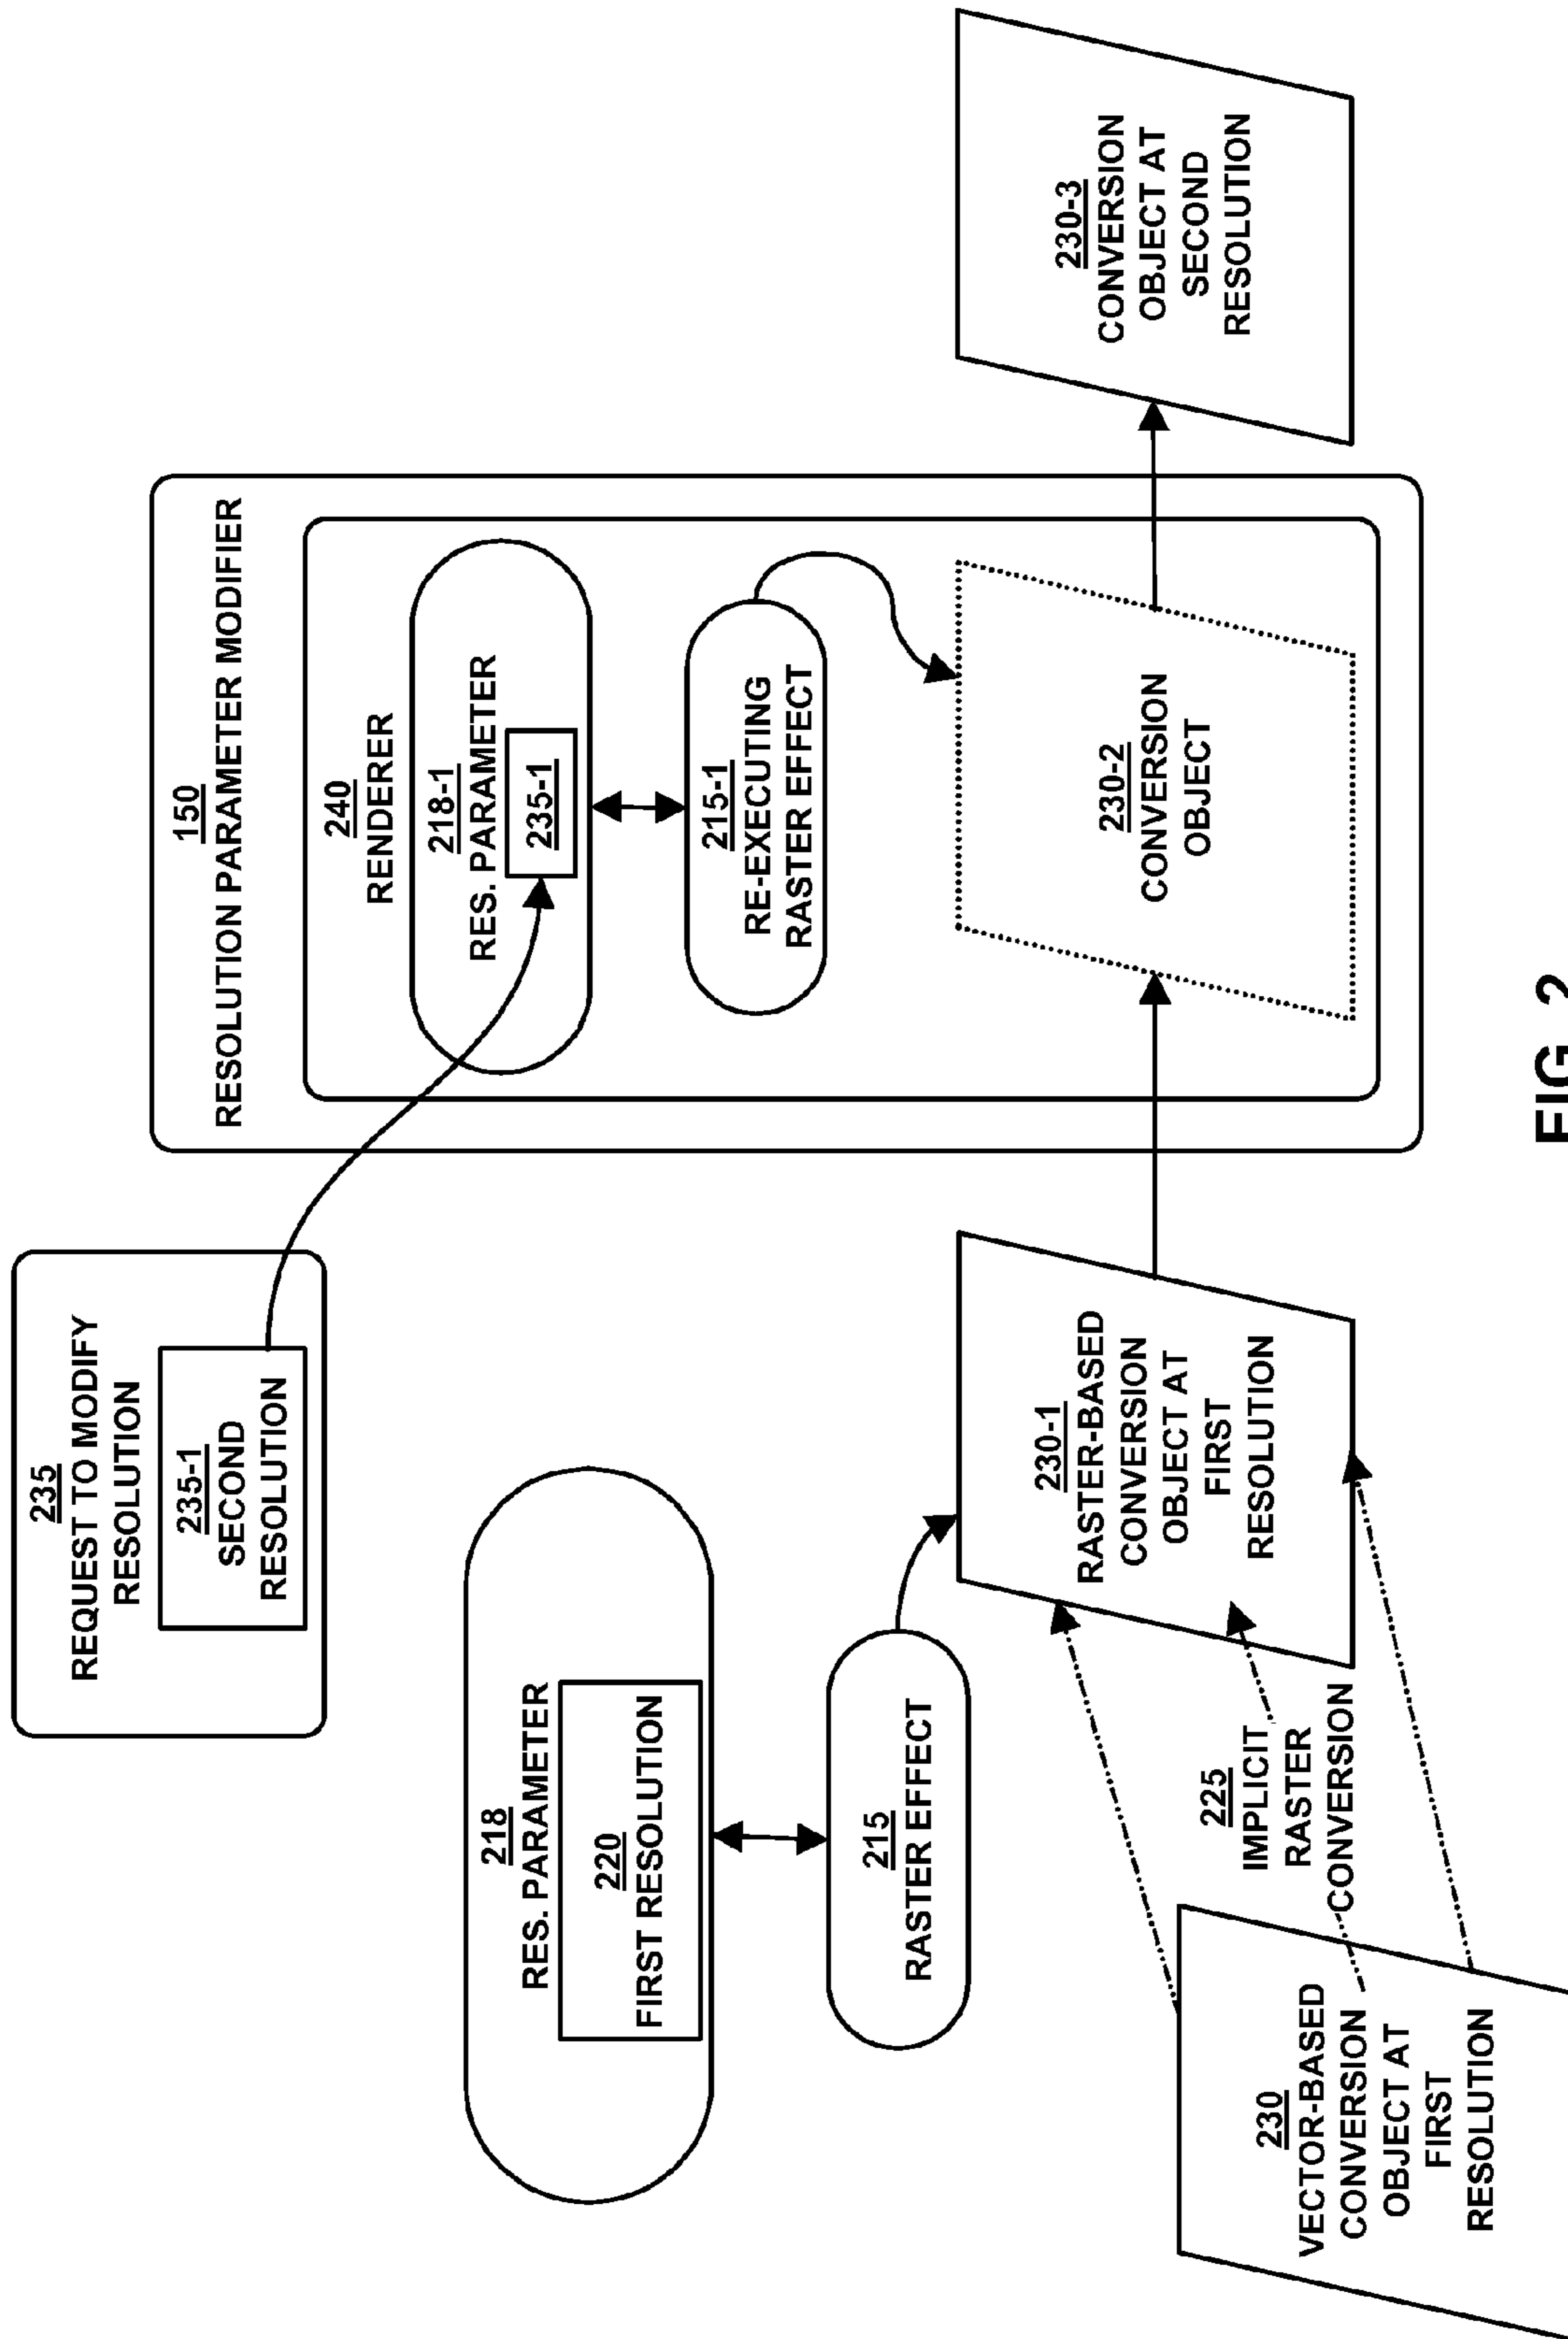 235
REQUEST TO MODIFY
RESOLUTION
235-1
SECOND
RESOLUTION
150
RESOLUTION PARAMETER MODIFIER
240
RENDERER
218-1
RES. PARAMETER
235-1
215-1
RE-EXECUTING
RASTER EFFECT
230-2
CONVERSION
OBJECT
218
RES. PARAMETER
220
FIRST RESOLUTION
215
RASTER EFFECT
230
VECTOR-BASED
CONVERSION
OBJECT AT
FIRST
RESOLUTION
225
IMPLICIT
RASTER
CONVERSION
230-1
RASTER-BASED
CONVERSION
OBJECT AT
FIRST
RESOLUTION
230-3
CONVERSION
OBJECT AT
SECOND
RESOLUTION
FIG. 2